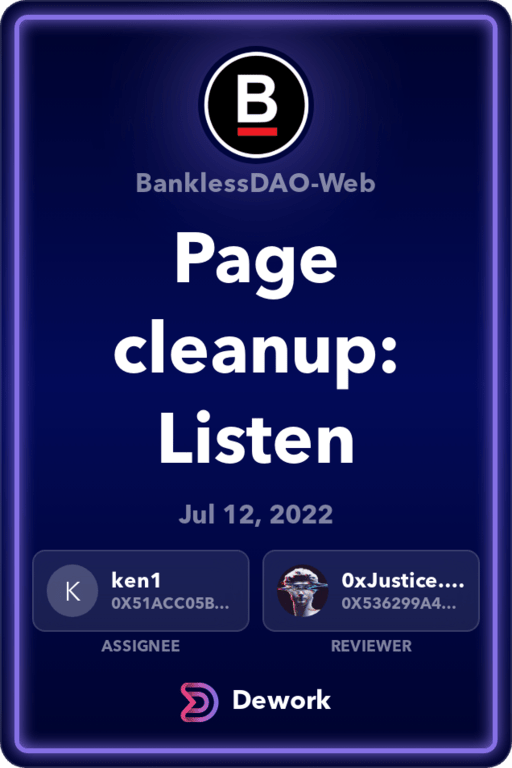 B
BanklessDAO-Web
Page
cleanup:
Listen
Jul 12, 2022
K
ken1
0X51ACC05B...
0xJustice....
0X536299A4...
ASSIGNEE
REVIEWER
Dework